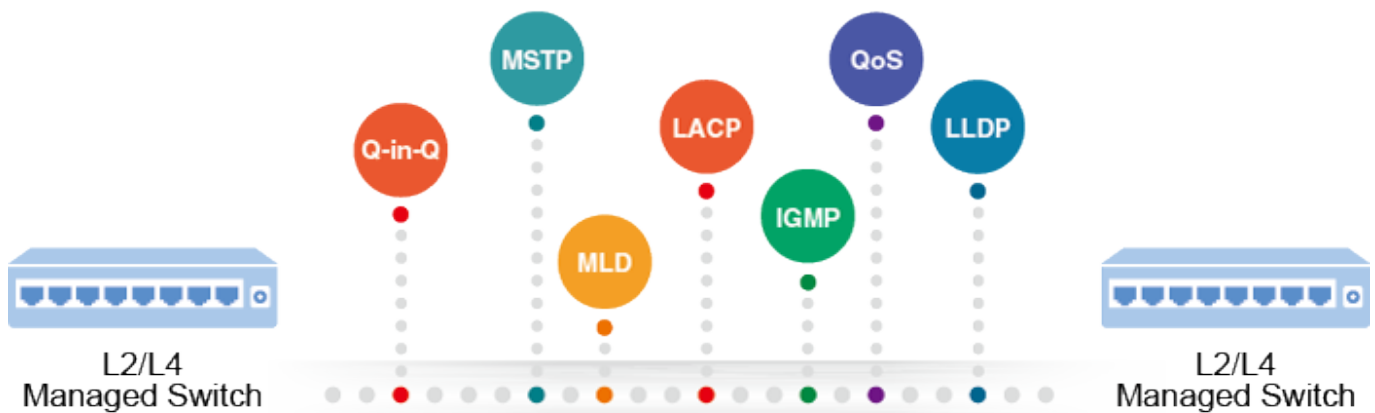 MSTP
QoS
LACP
LLDP
Q-in-Q
IGMP
MLD
L2/L4
Managed Switch
L2/L4
Managed Switch